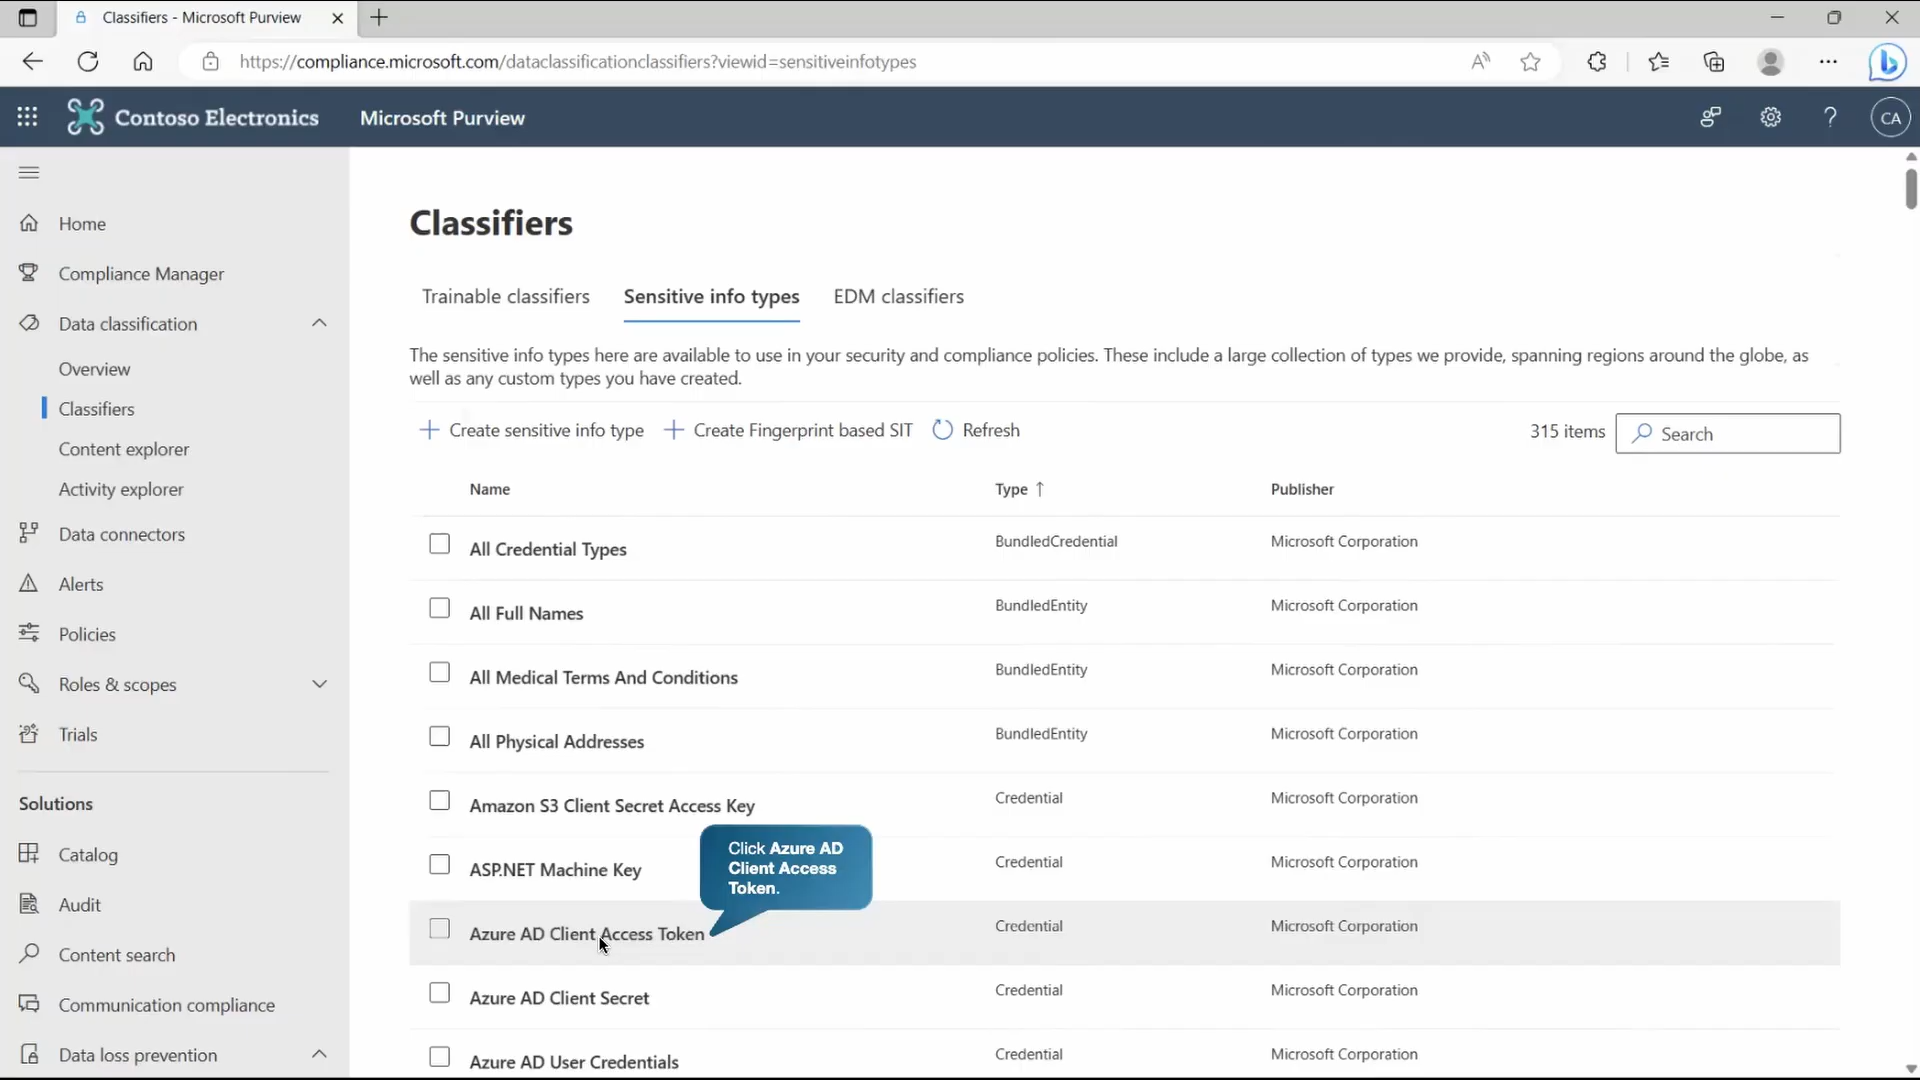 Classifiers - Microsoft Purview
https://compliance.microsoft.com/dataclassificationclassifiers?viewid=sensitiveinfotypes
Contoso Electronics
Microsoft Purview
CA
Home
Compliance Manager
Data classification
Overview
Classifiers
Content explorer
Activity explorer
Data connectors
Alerts
Policies
Roles & scopes
Trials
Solutions
Catalog
Audit
Content search
Communication compliance
Data loss prevention
Classifiers
Trainable classifiers Sensitive info types EDM classifiers
The sensitive info types here are available to use in your security and compliance policies. These include a large collection of types we provide, spanning regions around the globe, as
well as any custom types you have created.
Create sensitive info type Create Fingerprint based SIT Refresh 315 items Search
Name Type ↑ Publisher
All Credential Types BundledCredential Microsoft Corporation
All Full Names BundledEntity Microsoft Corporation
All Medical Terms And Conditions BundledEntity Microsoft Corporation
All Physical Addresses BundledEntity Microsoft Corporation
Amazon S3 Client Secret Access Key Credential Microsoft Corporation
ASP.NET Machine Key Credential Microsoft Corporation
Click Azure AD
Client Access
Token.
Azure AD Client Access Token Credential Microsoft Corporation
Azure AD Client Secret Credential Microsoft Corporation
Azure AD User Credentials Credential Microsoft Corporation